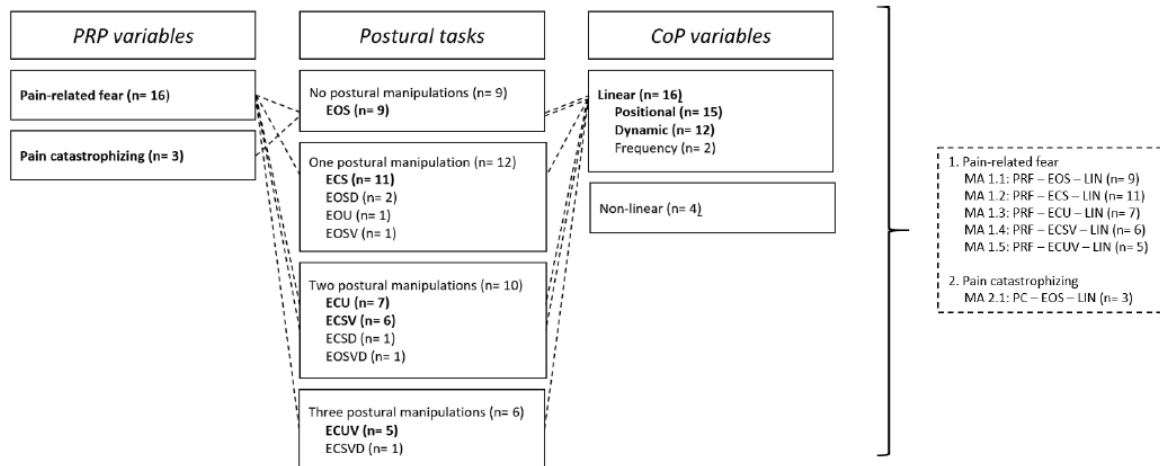 PRP variables
Pain-related fear (n= 16)
Pain catastrophizing (n= 3)
Postural tasks
No postural manipulations (n= 9)
EOS (n= 9)
One postural manipulation (n= 12)
ECS (n= 11)
EOSD (n= 2)
EOU (n= 1)
EOSV (n= 1)
Two postural manipulations (n= 10)
ECU (n= 7)
ECSV (n= 6)
ECSD (n= 1)
EOSVD (n= 1)
Three postural manipulations (n= 6)
ECUV (n= 5)
ECSVD (n= 1)
CoP variables
Linear (n= 16)
Positional (n= 15)
Dynamic (n= 12)
Frequency (n= 2)
Non-linear (n= 4)
1. Pain-related fear
MA 1.1: PRF – EOS – LIN (n= 9)
MA 1.2: PRF – ECS – LIN (n= 11)
MA 1.3: PRF – ECU – LIN (n= 7)
MA 1.4: PRF – ECSV – LIN (n= 6)
MA 1.5: PRF – ECUV – LIN (n= 5)
2. Pain catastrophizing
MA 2.1: PC – EOS – LIN (n= 3)